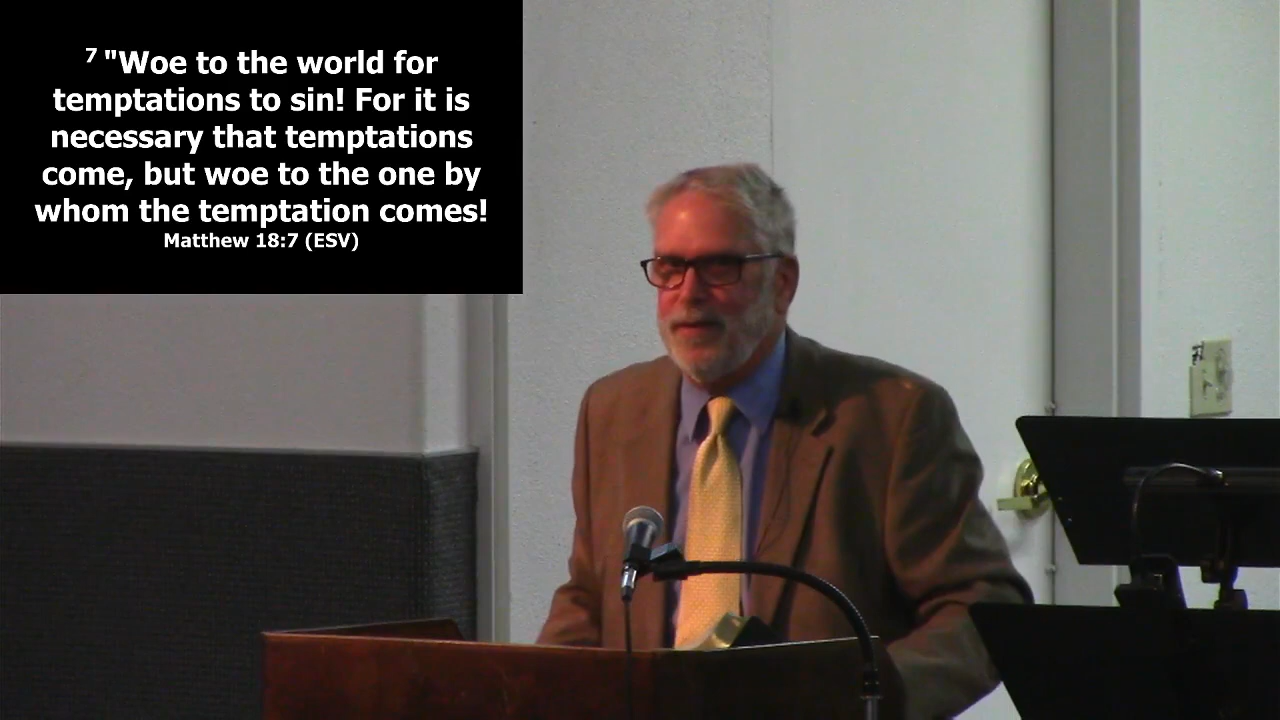 7 "Woe to the world for
temptations to sin! For it is
necessary that temptations
come, but woe to the one by
whom the temptation comes!
Matthew 18:7 (ESV)